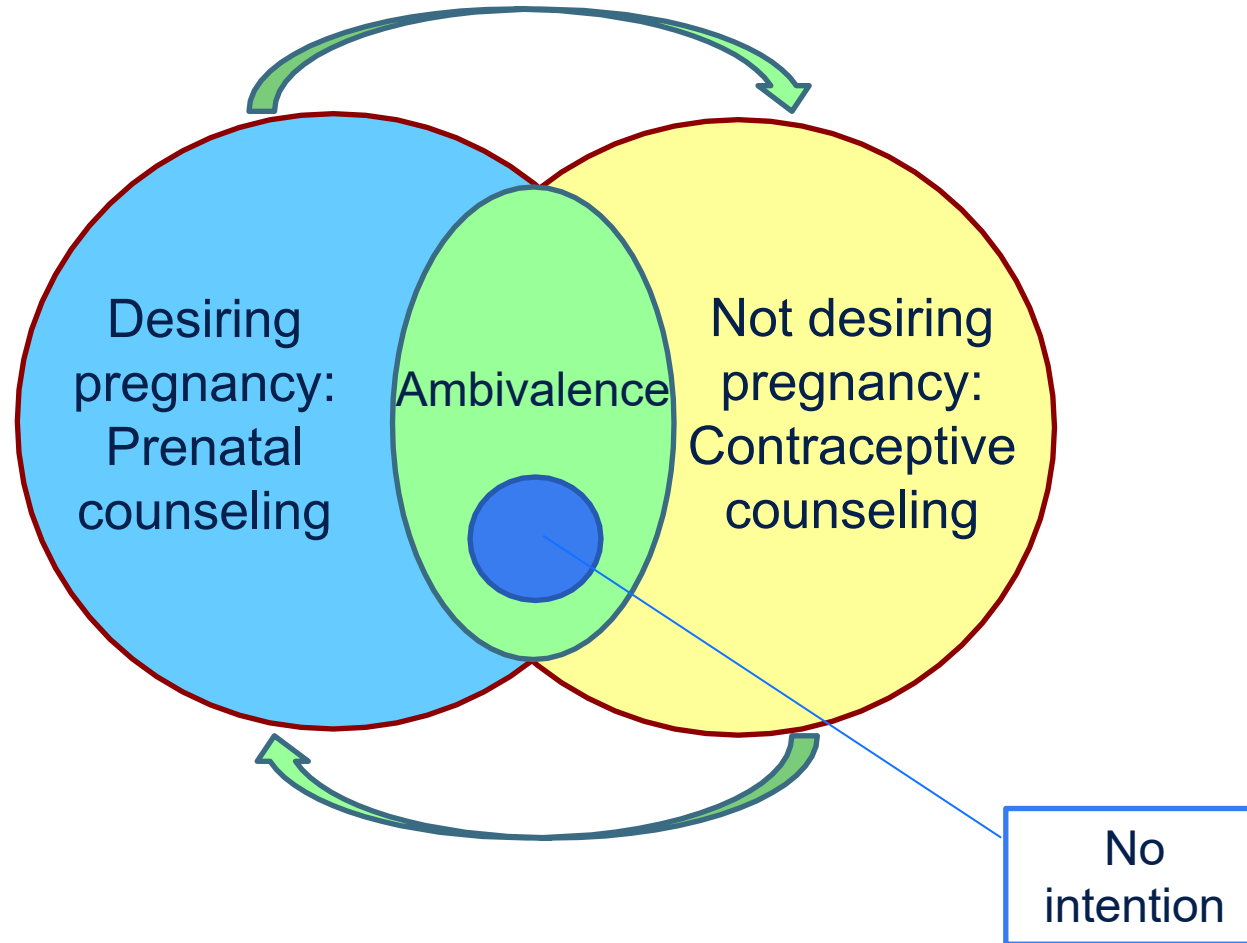 Desiring
pregnancy:
Prenatal
counseling
Ambivalence
Not desiring
pregnancy:
Contraceptive
counseling
No
intention